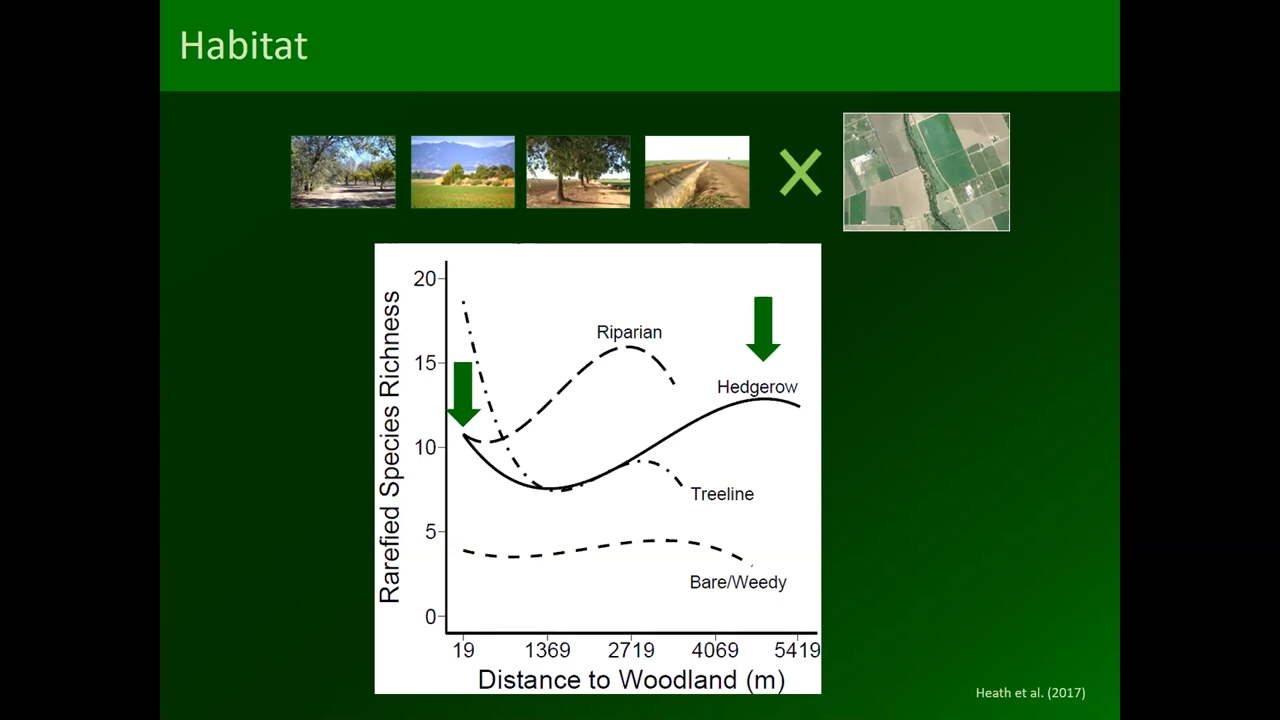 Habitat
20
15
10
5
0
Rarefied Species Richness
Riparian
Hedgerow
Treeline
Bare/Weedy
19 1369 2719 4069 5419
Distance to Woodland (m)
Heath et al. (2017)